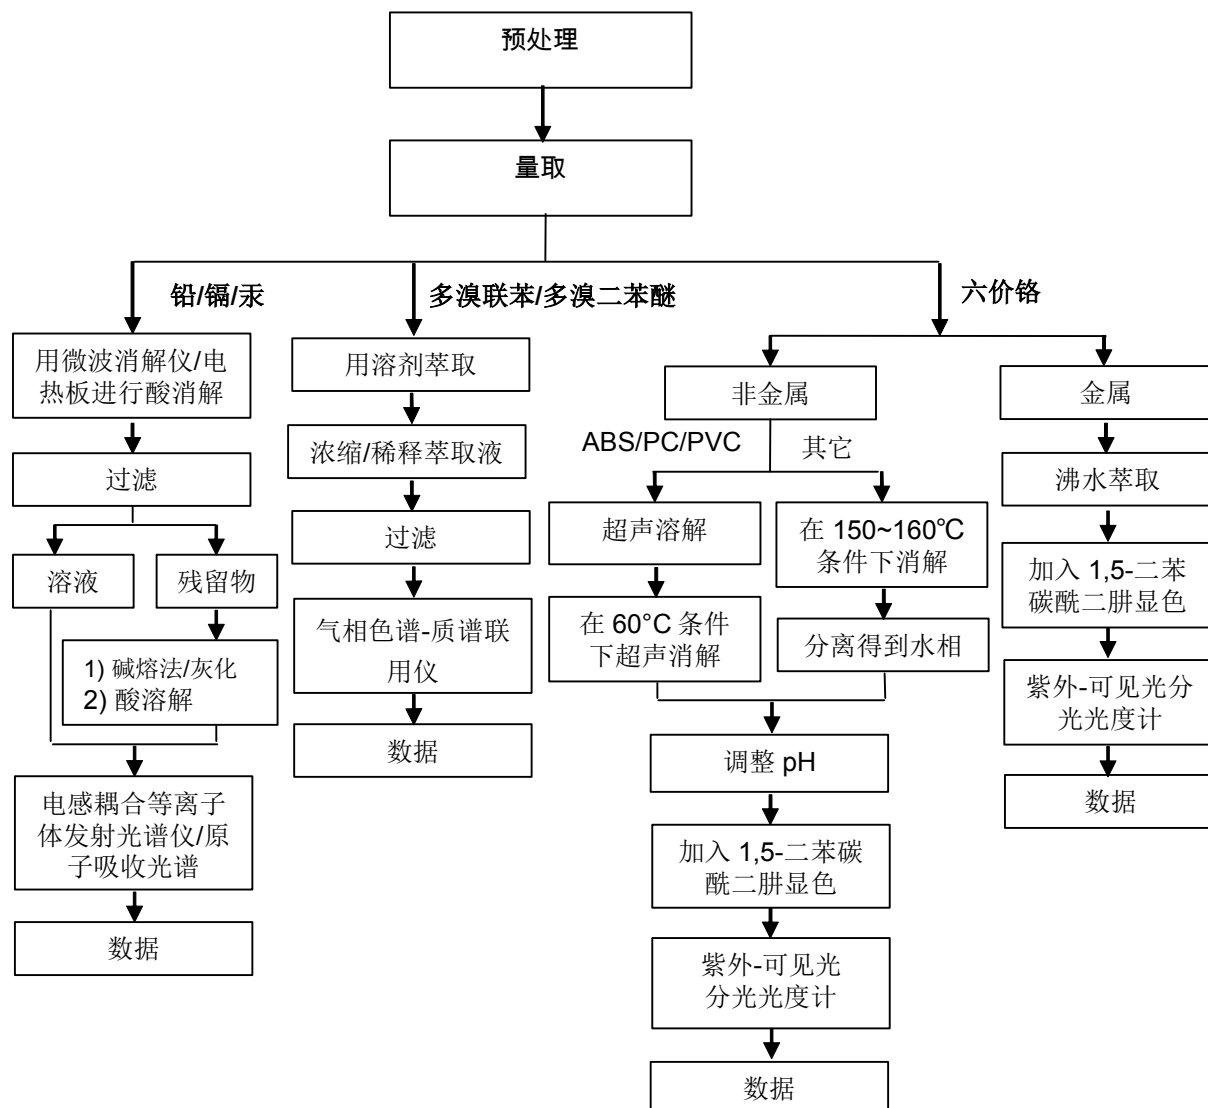 预处理
量取
铅/镉/汞
多溴联苯/多溴二苯醚
六价铬
用微波消解仪/电
热板进行酸消解
过滤
溶液
残留物
1) 碱熔法/灰化
2) 酸溶解
电感耦合等离子
体发射光谱仪/原
子吸收光谱
数据
用溶剂萃取
浓缩/稀释萃取液
过滤
气相色谱-质谱联
用仪
数据
非金属
ABS/PC/PVC
其它
超声溶解
在 60°C 条件
下超声消解
在 150~160℃
条件下消解
分离得到水相
调整 pH
加入 1,5-二苯碳
酰二肼显色
紫外-可见光
分光光度计
数据
金属
沸水萃取
加入 1,5-二苯
碳酰二肼显色
紫外-可见光分
光光度计
数据